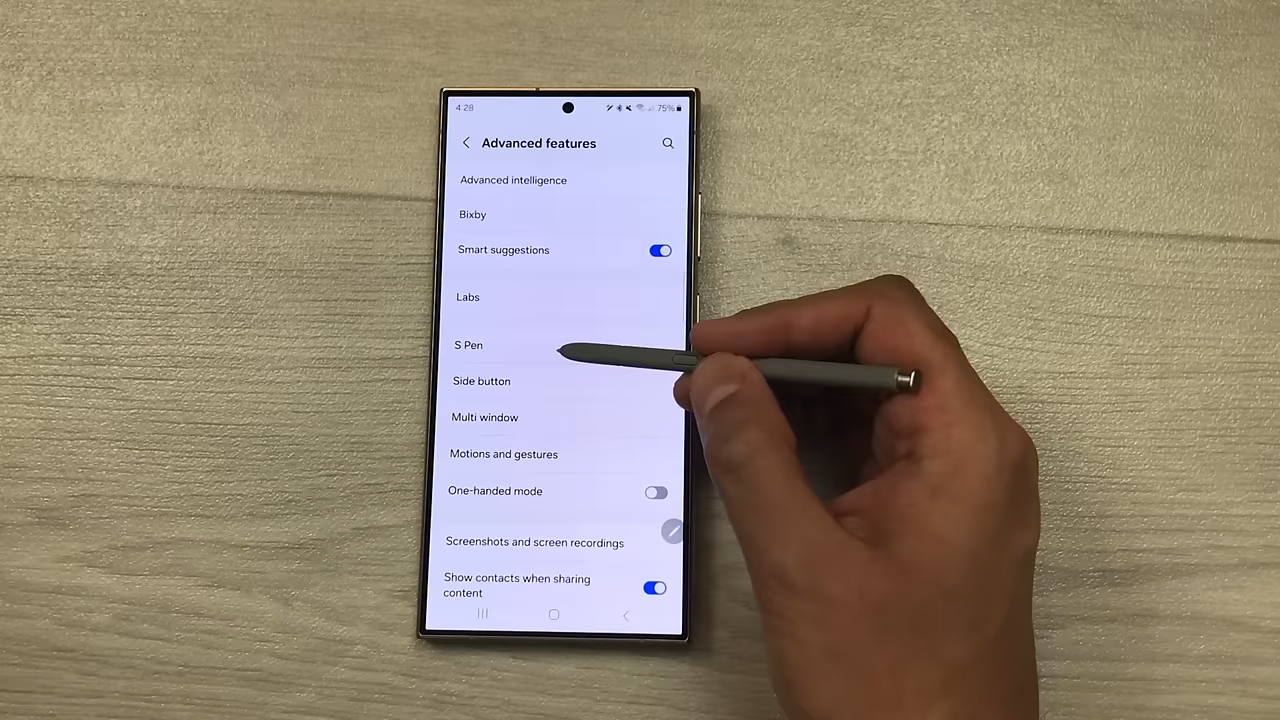 4:28
75%
Advanced features
Advanced intelligence
Bixby
Smart suggestions
Labs
S Pen
Side button
Multi window
Motions and gestures
One-handed mode
Screenshots and screen recordings
Show contacts when sharing
content